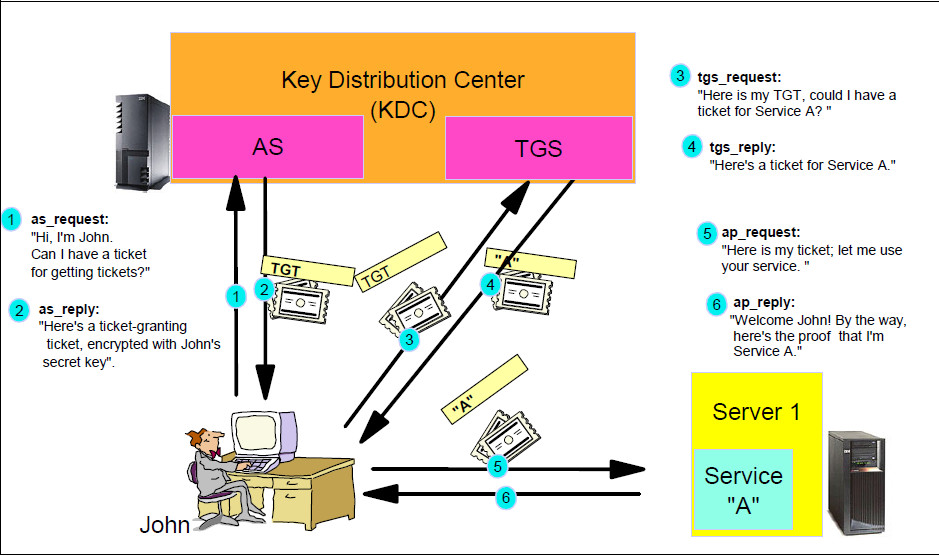 Key Distribution Center
(KDC)
AS
TGS
3 tgs_request:
"Here is my TGT, could I have a
ticket for Service A? "
4 tgs_reply:
"Here's a ticket for Service A."
1 as_request:
"Hi, I'm John.
Can I have a ticket
for getting tickets?"
2 as_reply:
"Here's a ticket-granting
ticket, encrypted with John's
secret key".
5 ap_request:
"Here is my ticket; let me use
your service. "
6 ap_reply:
"Welcome John! By the way,
here's the proof that I'm
Service A."
TGT
TGT
"A"
1
2
3
4
"A"
5
6
John
Server 1
Service
"A"